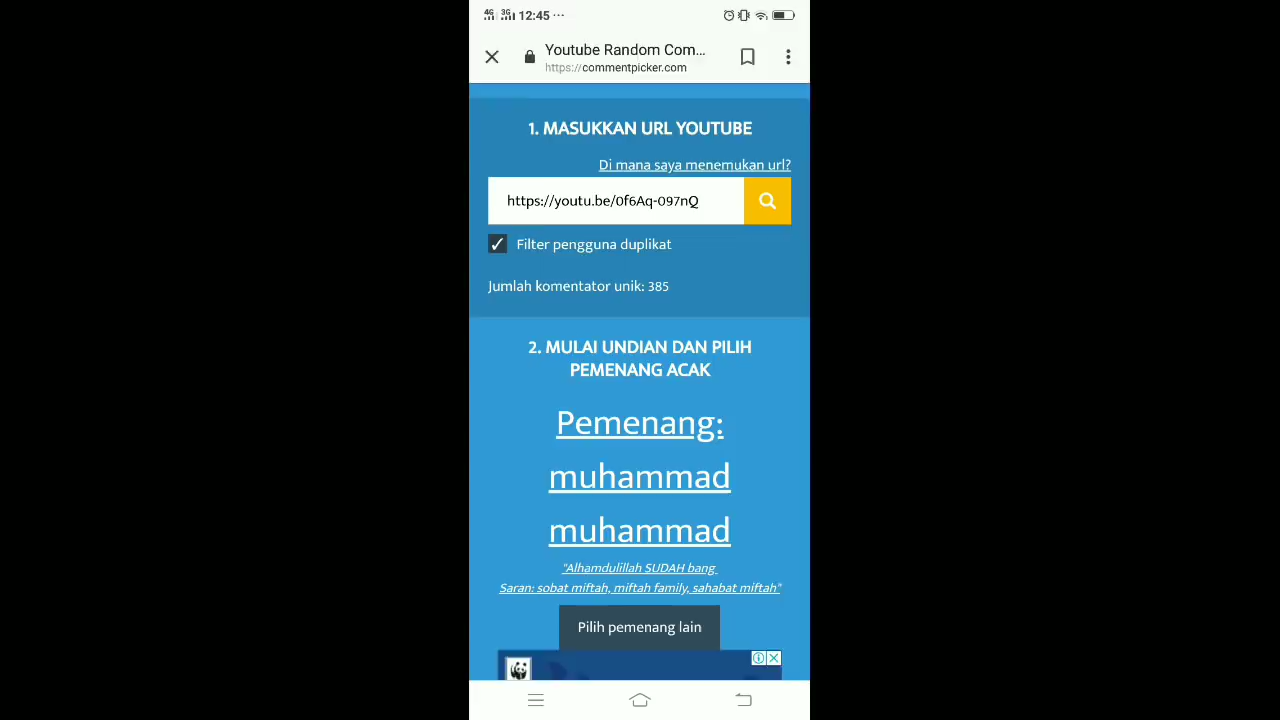 4G 3G 12:45 ···
Youtube Random Com...
https://commentpicker.com
1. MASUKKAN URL YOUTUBE
Di mana saya menemukan url?
https://youtu.be/0f6Aq-097nQ
Filter pengguna duplikat
Jumlah komentator unik: 385
2. MULAI UNDIAN DAN PILIH
PEMENANG ACAK
Pemenang:
muhammad
muhammad
"Alhamdulillah SUDAH bang
Saran: sobat miftah, miftah family, sahabat miftah"
Pilih pemenang lain